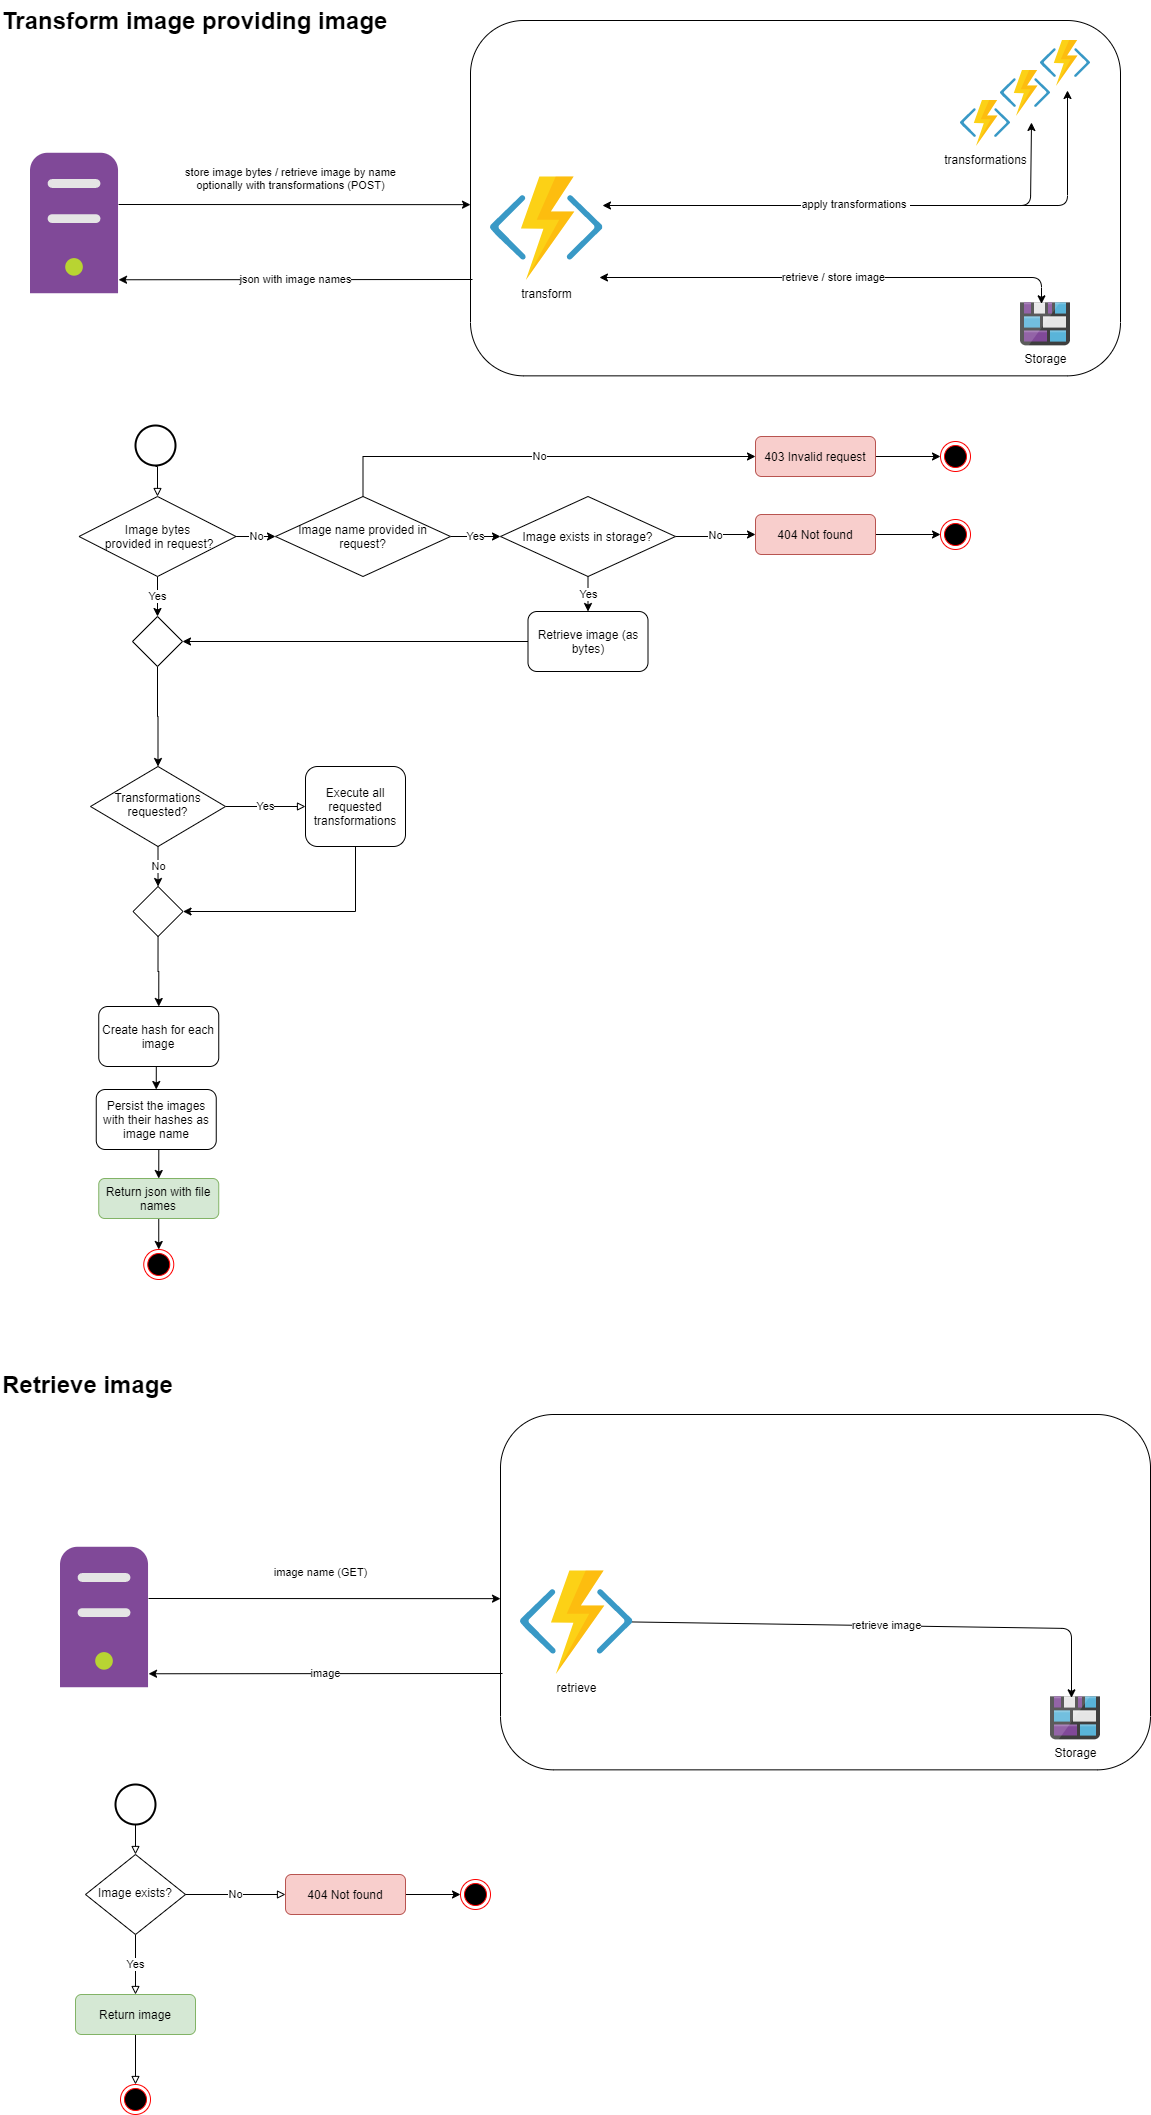 Transform image providing image
transformations
store image bytes / retrieve image by name
optionally with transformations (POST)
apply transformations
json with image names
retrieve / store image
transform
Storage
No
403 Invalid request
Image bytes
provided in request?
No
Image name provided in
request?
Yes
Image exists in storage?
No
404 Not found
Yes
Yes
Retrieve image (as
bytes)
Transformations
requested?
Yes
Execute all
requested
transformations
No
Create hash for each
image
Persist the images
with their hashes as
image name
Return json with file
names
Retrieve image
image name (GET)
retrieve image
image
retrieve
Storage
Image exists?
No
404 Not found
Yes
Return image